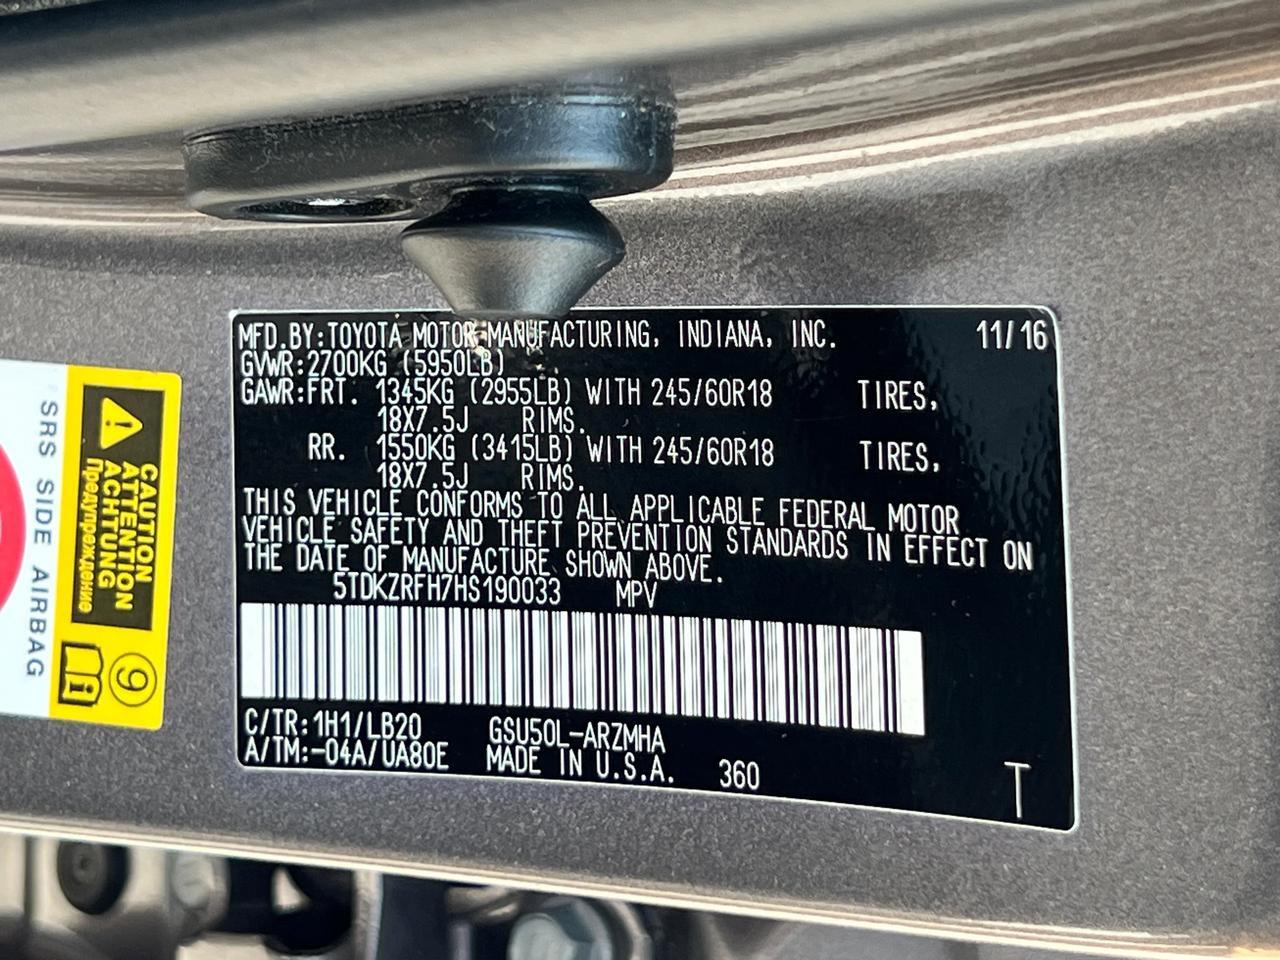 MFD.BY:TOYOTA MOTOR MANUFACTURING, INDIANA, INC. 11/16
GVWR:2700KG (5950LB)
GAWR:FRT. 1345KG (2955LB) WITH 245/60R18 TIRES,
18X7.5J RIMS.
RR. 1550KG (3415LB) WITH 245/60R18 TIRES,
18X7.5J RIMS.
THIS VEHICLE CONFORMS TO ALL APPLICABLE FEDERAL MOTOR
VEHICLE SAFETY AND THEFT PREVENTION STANDARDS IN EFFECT ON
THE DATE OF MANUFACTURE SHOWN ABOVE.
5TDKZRFH7HS190033 MPV
C/TR:1H1/LB20 GSU50L-ARZMHA
A/TM:-04A/UA80E MADE IN U.S.A. 360 T
CAUTION
ATTENTION
ACHTUNG
Предупреждение
9
SRS SIDE AIRBAG